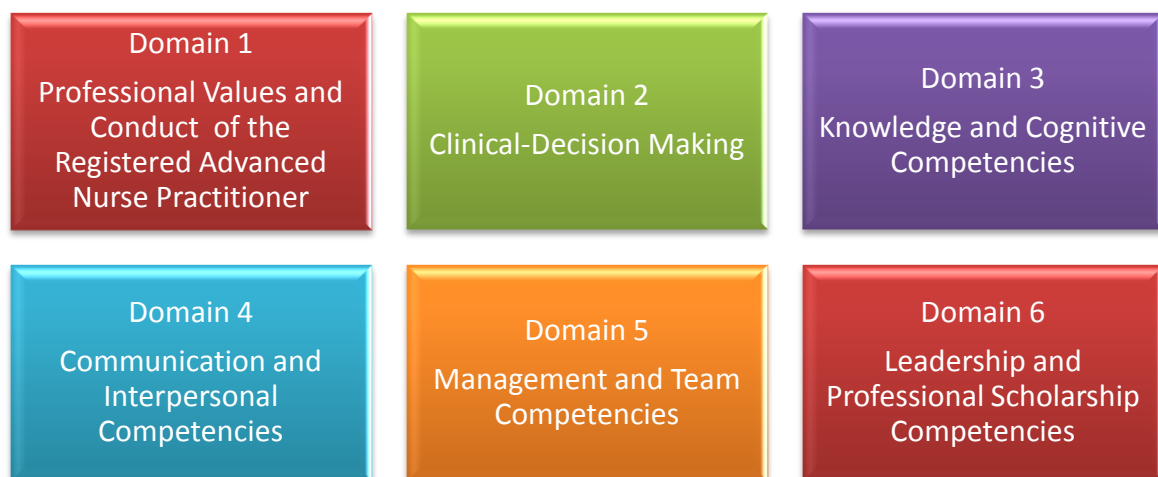 Domain 1
Professional Values and
Conduct of the
Registered Advanced
Nurse Practitioner
Domain 2
Clinical-Decision Making
Domain 3
Knowledge and Cognitive
Competencies
Domain 4
Communication and
Interpersonal
Competencies
Domain 5
Management and Team
Competencies
Domain 6
Leadership and
Professional Scholarship
Competencies